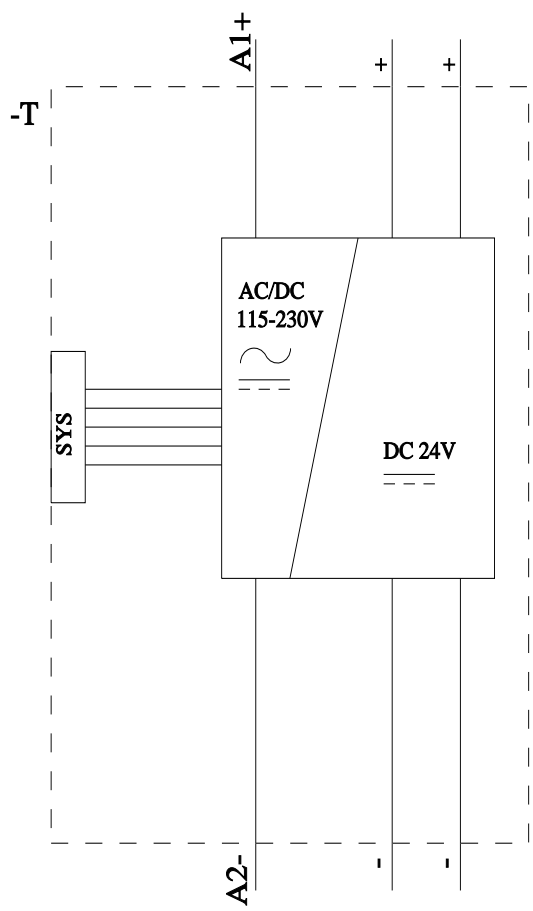 A1+
+
+
-T
AC/DC
115-230V
SYS
DC 24V
A2-
-
-